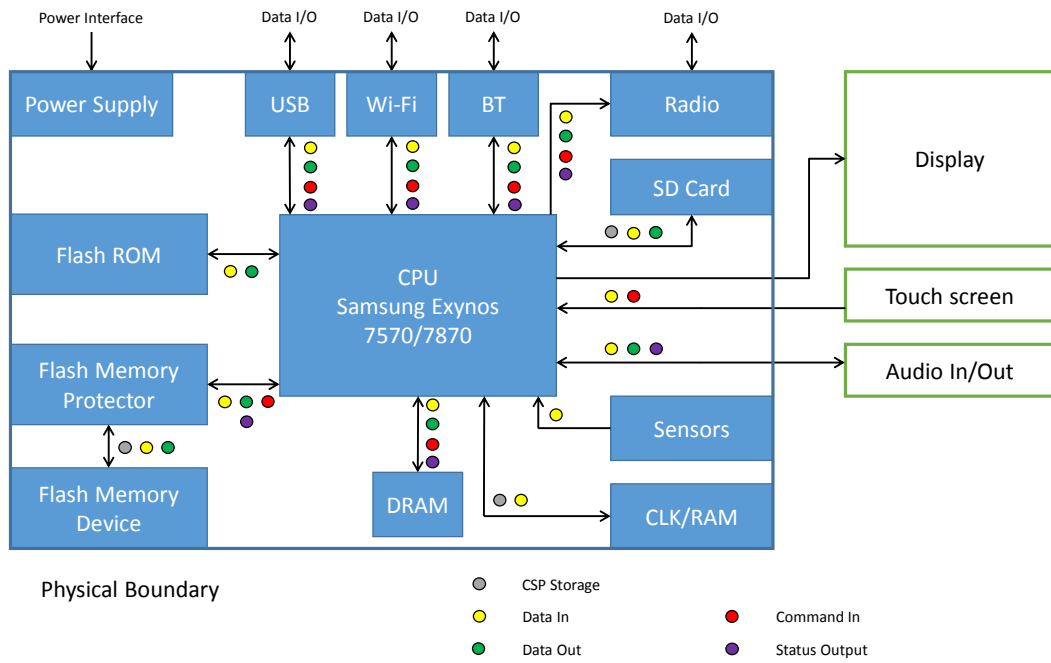 Power Interface
Data I/O
Data I/O
Data I/O
Data I/O
Power Supply
USB
Wi-Fi
BT
Radio
Display
SD Card
Flash ROM
CPU
Samsung Exynos
7570/7870
Touch screen
Flash Memory
Protector
Audio In/Out
Sensors
Flash Memory
Device
DRAM
CLK/RAM
Physical Boundary
CSP Storage
Data In
Command In
Data Out
Status Output